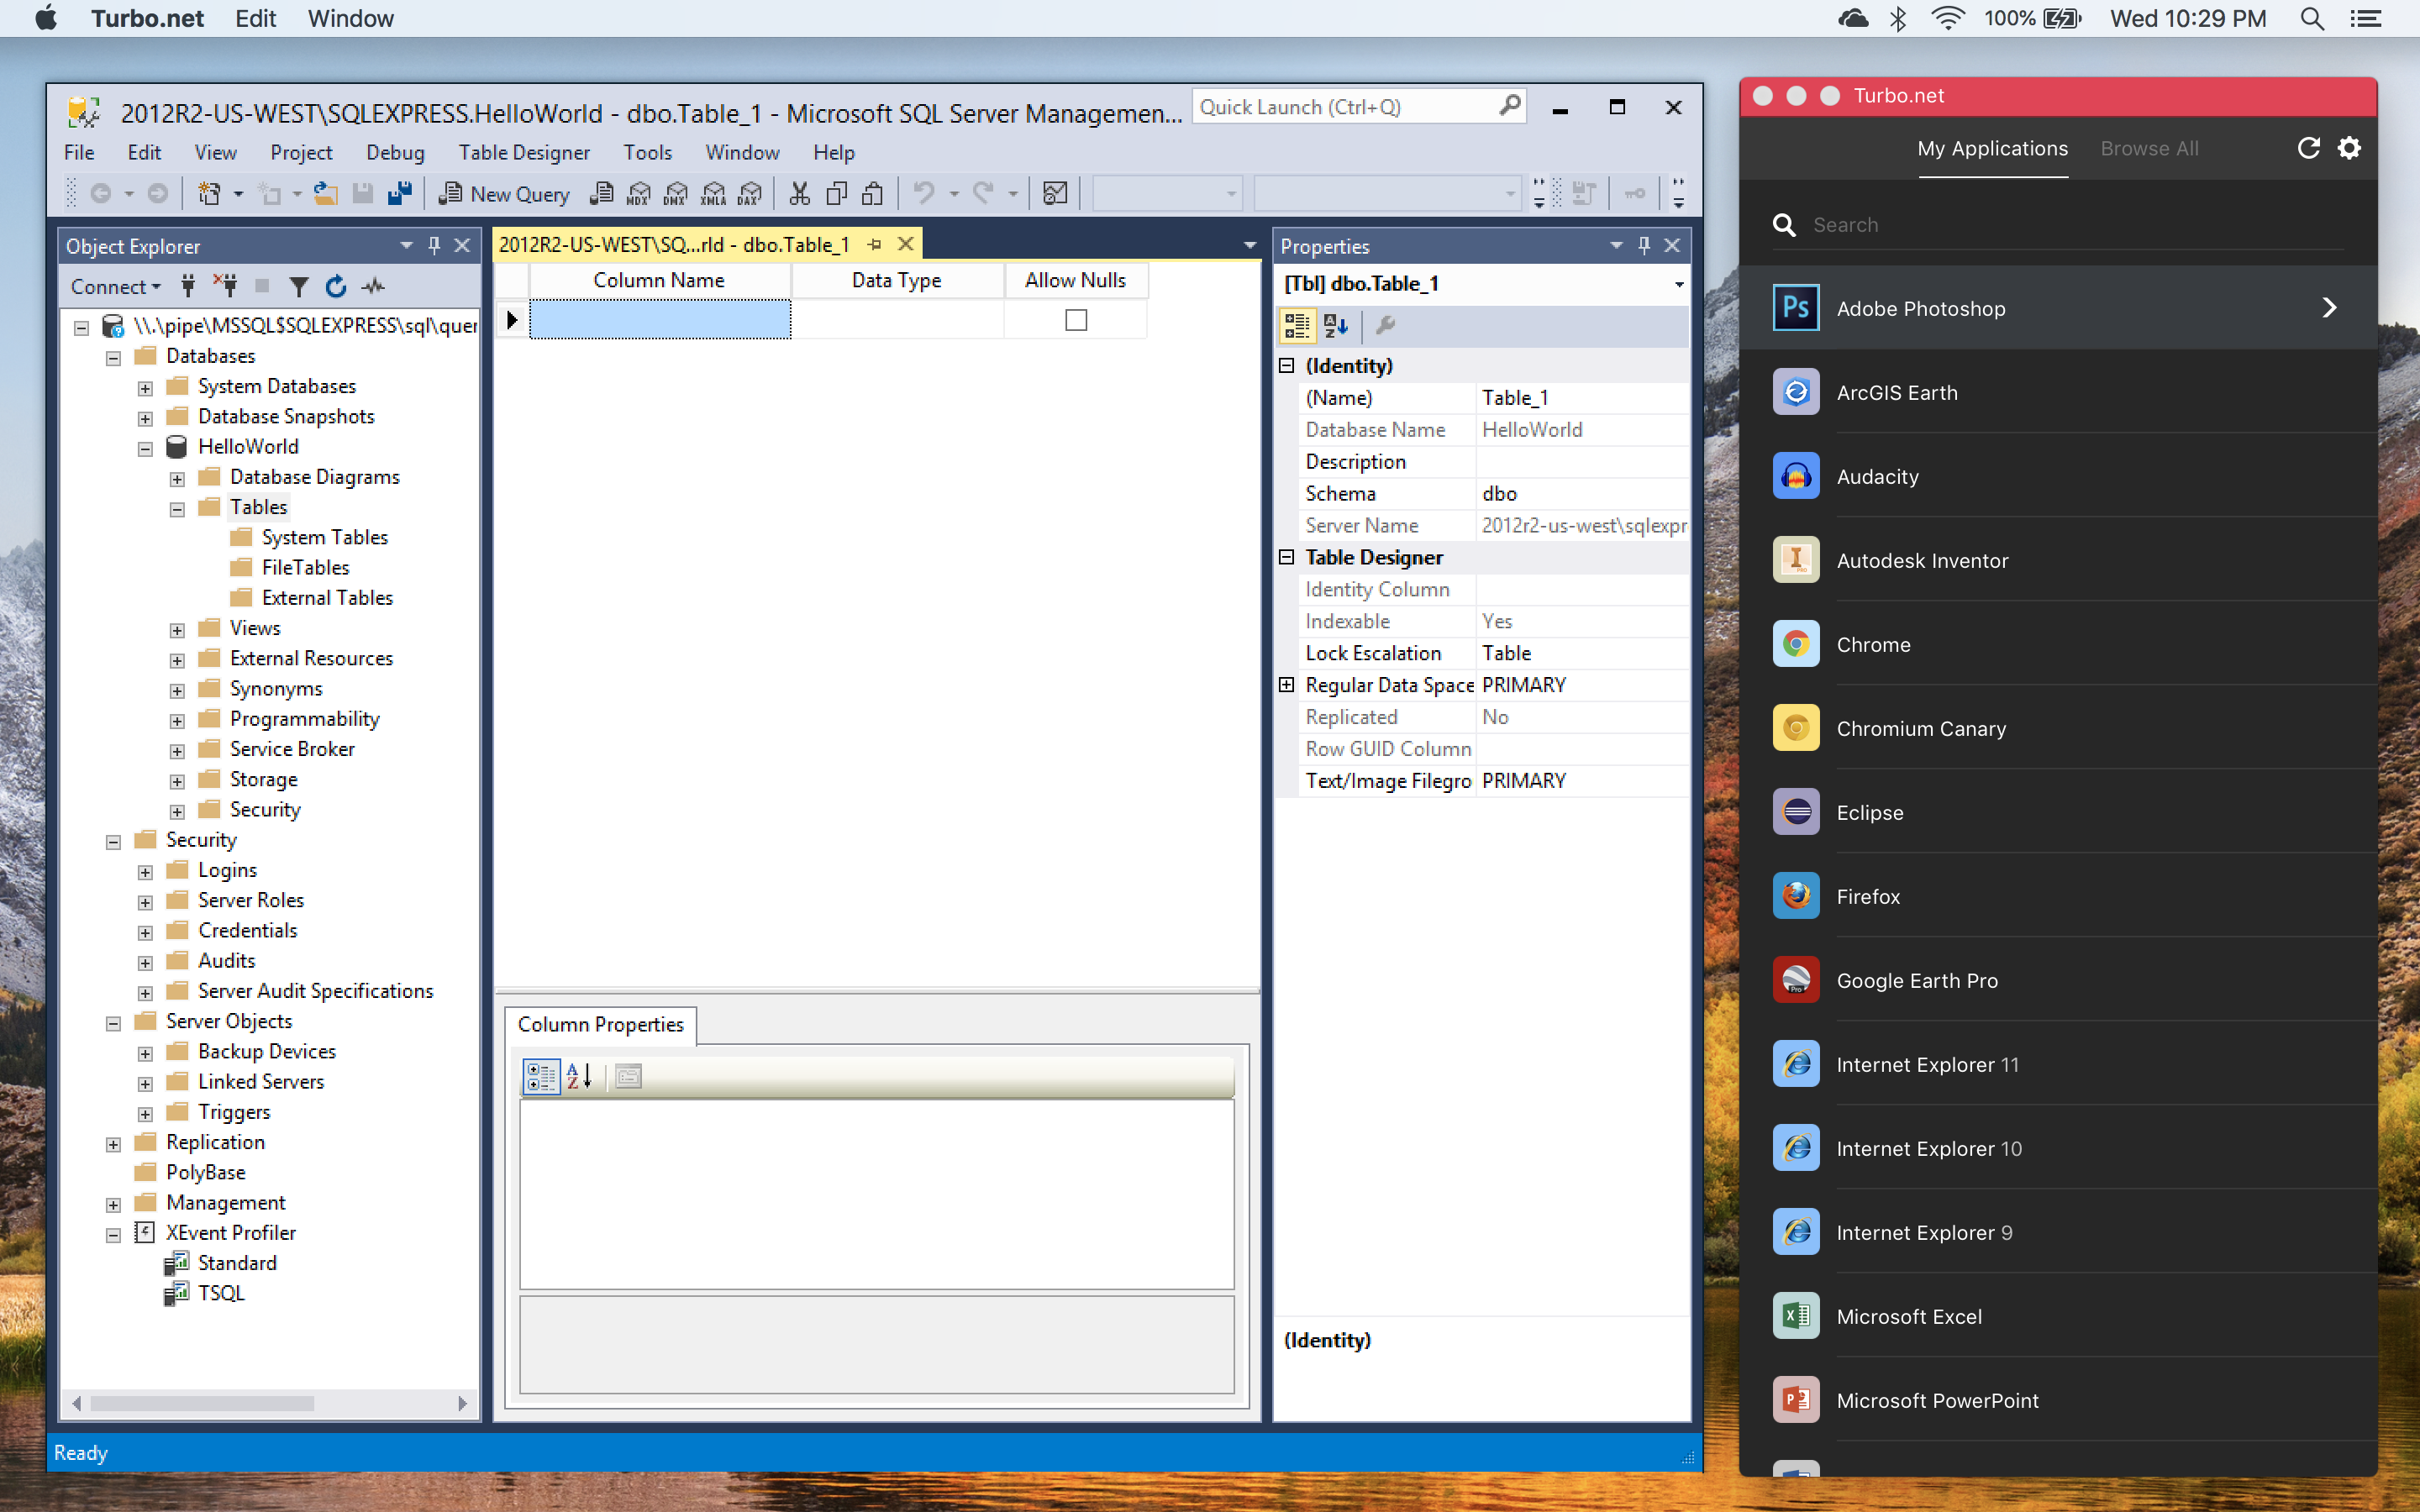 Turbo.net Edit Window
100% Wed 10:29 PM
2012R2-US-WEST\SQLEXPRESS.HelloWorld - dbo.Table_1 - Microsoft SQL Server Managemen...
Quick Launch (Ctrl+Q)
File Edit View Project Debug Table Designer Tools Window Help
New Query MDX DMX XMLA DAX
Object Explorer
Connect
\\.\pipe\MSSQL$SQLEXPRESS\sql\quer
Databases
System Databases
Database Snapshots
HelloWorld
Database Diagrams
Tables
System Tables
FileTables
External Tables
Views
External Resources
Synonyms
Programmability
Service Broker
Storage
Security
Security
Logins
Server Roles
Credentials
Audits
Server Audit Specifications
Server Objects
Backup Devices
Linked Servers
Triggers
Replication
PolyBase
Management
XEvent Profiler
Standard
TSQL
2012R2-US-WEST\SQ...rld - dbo.Table_1
Column Name Data Type Allow Nulls
Column Properties
AZ
Properties
[Tbl] dbo.Table_1
AZ
(Identity)
(Name) Table_1
Database Name HelloWorld
Description
Schema dbo
Server Name 2012r2-us-west\sqlexpr
Table Designer
Identity Column
Indexable Yes
Lock Escalation Table
Regular Data Space PRIMARY
Replicated No
Row GUID Column
Text/Image Filegro PRIMARY
(Identity)
Ready
Turbo.net
My Applications Browse All
Search
Ps Adobe Photoshop
ArcGIS Earth
Audacity
I PRO Autodesk Inventor
Chrome
Chromium Canary
Eclipse
Firefox
Pro Google Earth Pro
Internet Explorer 11
Internet Explorer 10
Internet Explorer 9
X Microsoft Excel
P Microsoft PowerPoint